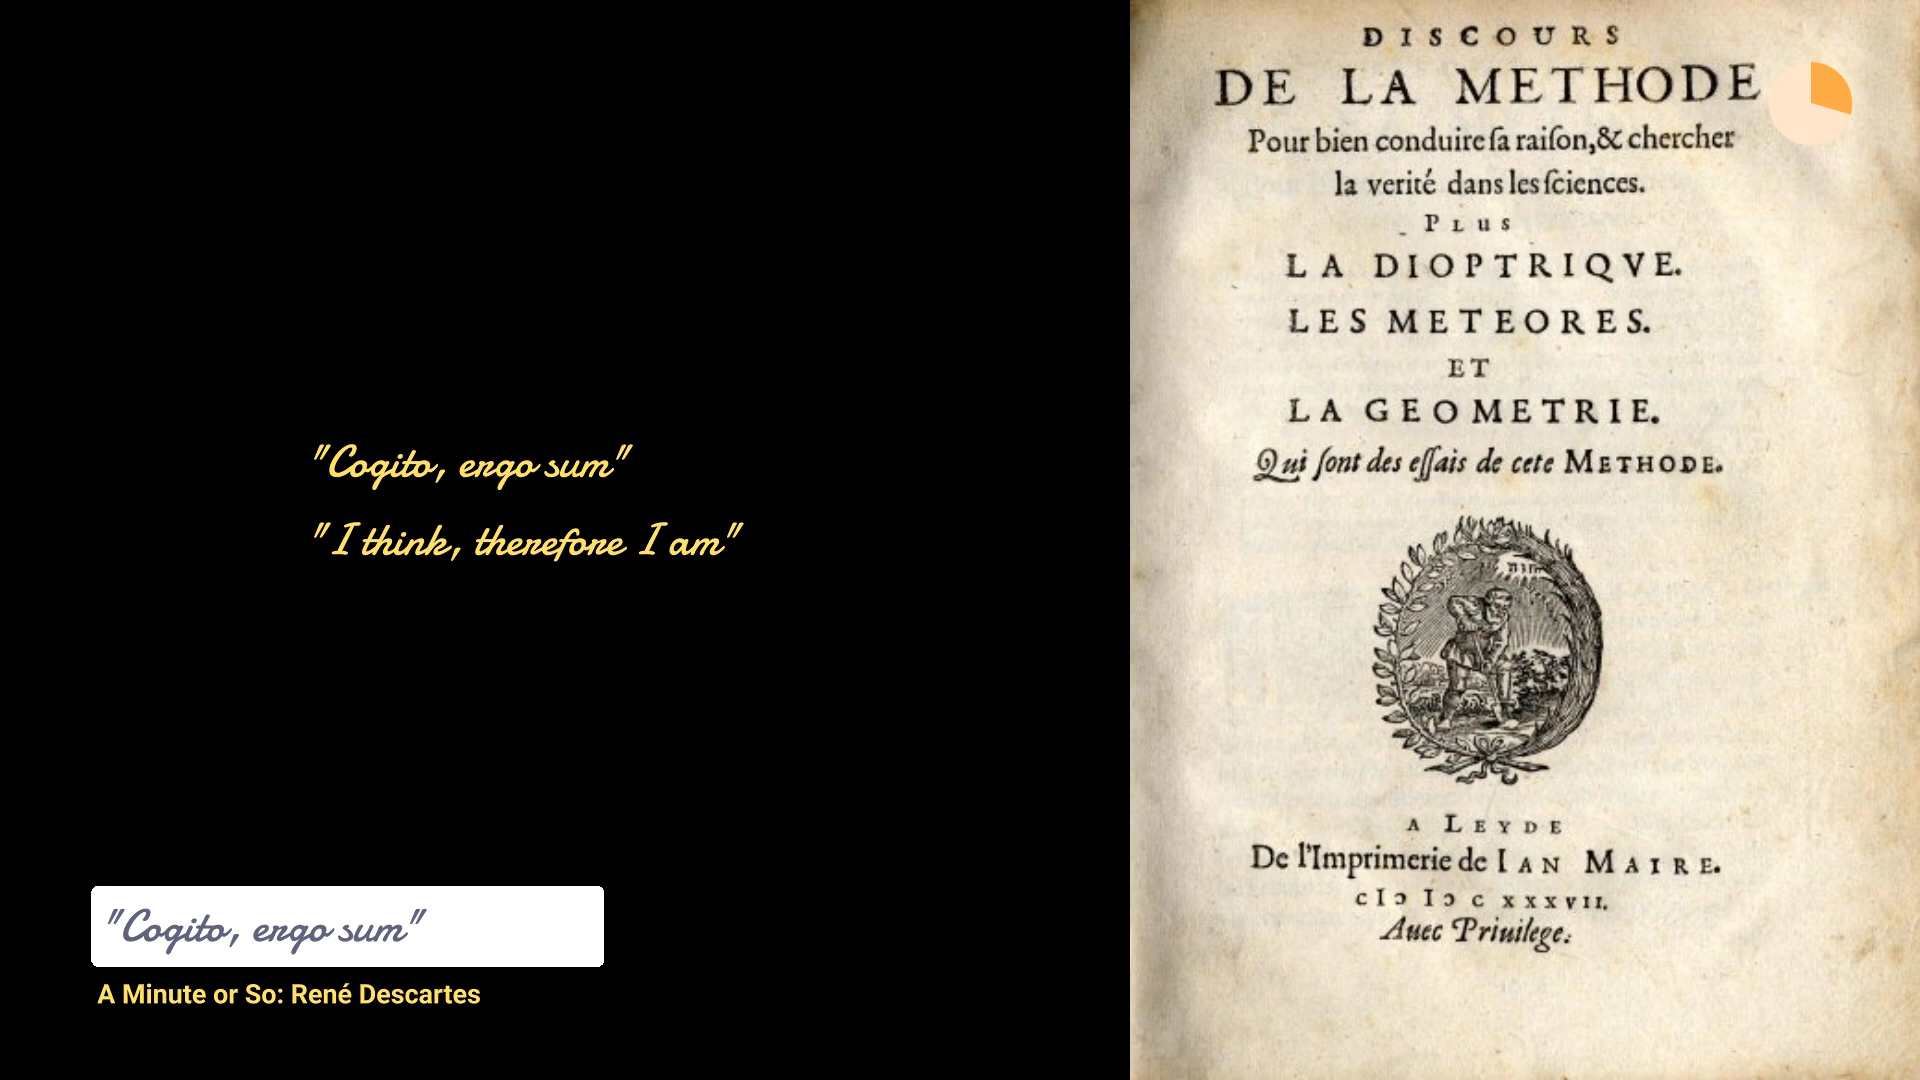 "Cogito, ergo sum"
"I think, therefore I am"
"Cogito, ergo sum"
A Minute or So: René Descartes
DISCOURS
DE LA METHODE
Pour bien conduire ſa raiſon,& chercher
la verité dans les ſciences.
PLus
LA DIOPTRIQVE.
LES METEORES.
ET
LA GEOMETRIE.
Qui ſont des eſſais de cete METHODE.
A LEYDE
De l'Imprimerie de IAN MAIRE.
cIↄ Iↄ c xxxvII.
Auec Priuilege.